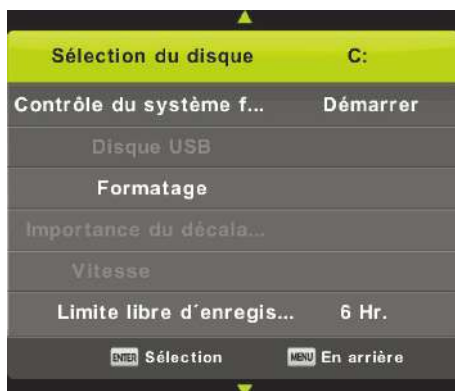 Sélection du disque C:
Contrôle du système f... Démarrer
Disque USB
Formatage
Importance du décala...
Vitesse
Limite libre d´enregis... 6 Hr.
ENTER Sélection MENU En arrière